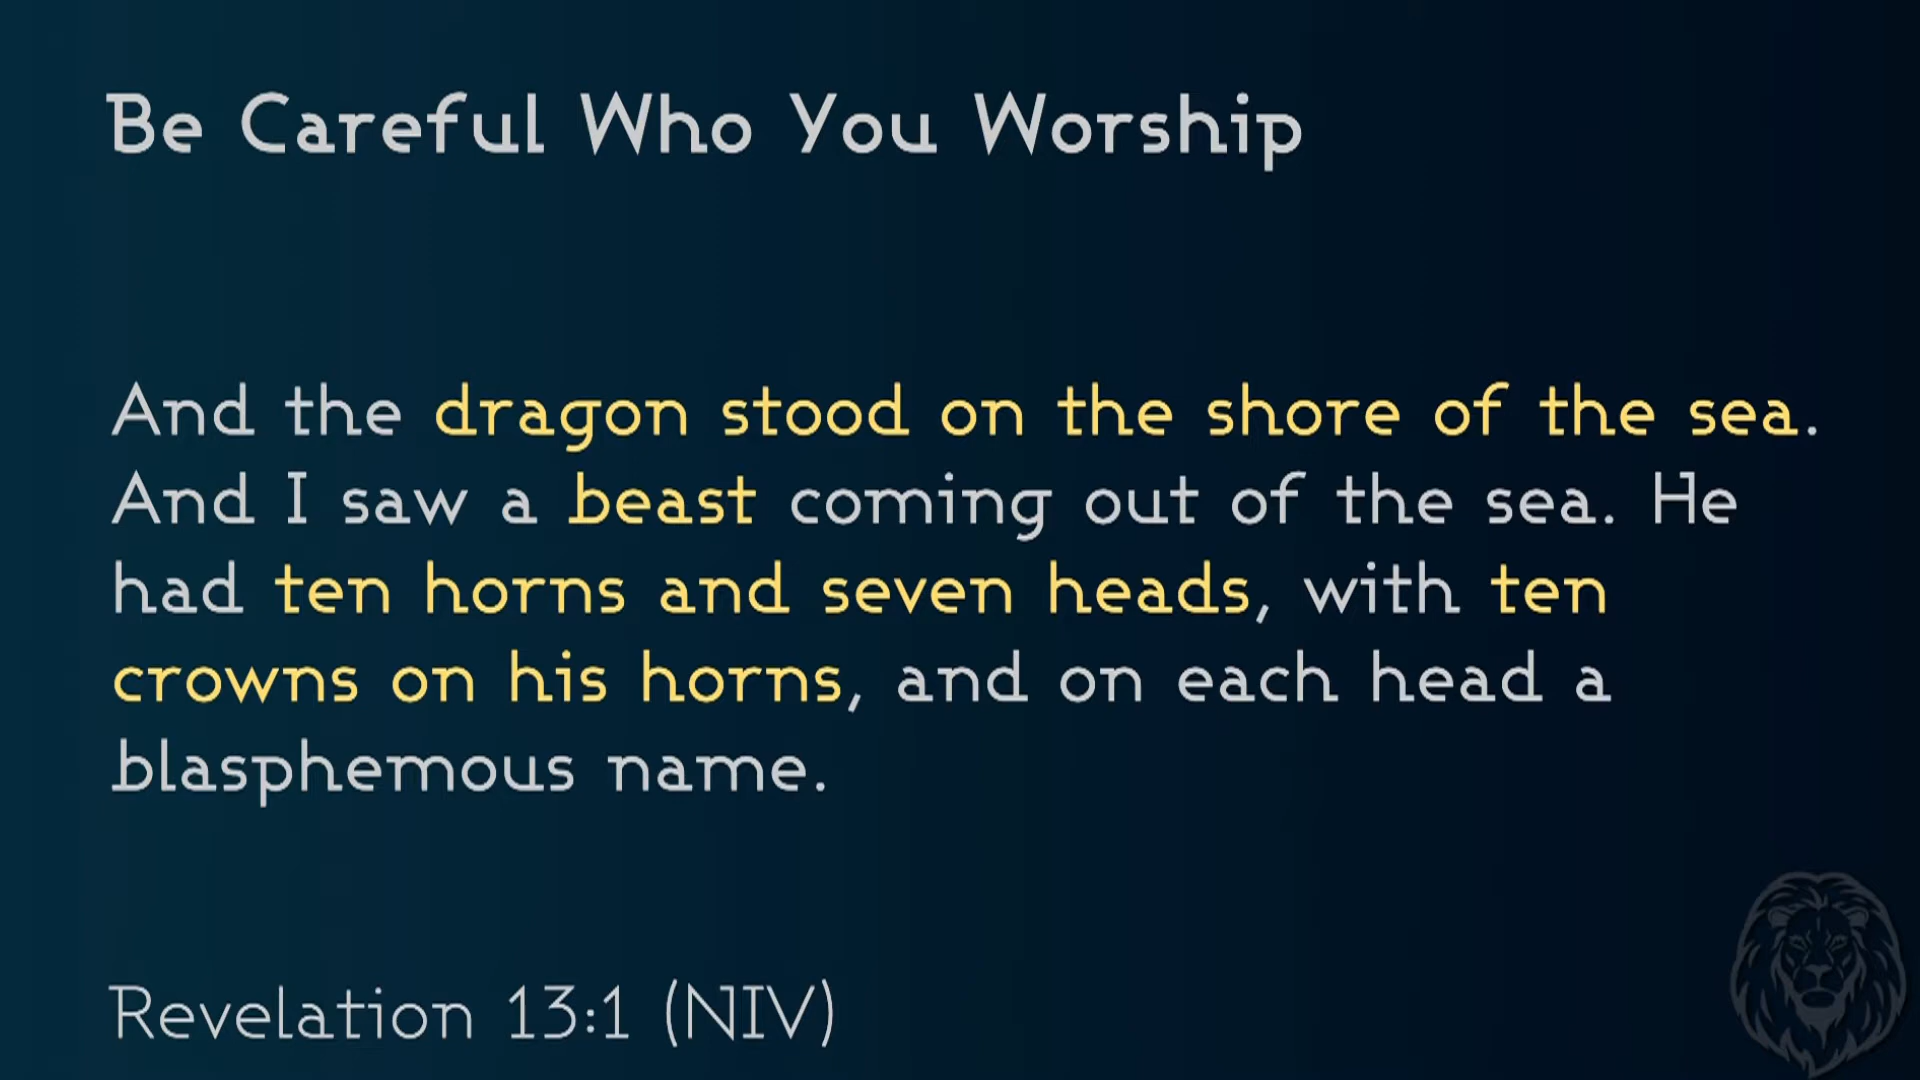 Be Careful Who You Worship
And the dragon stood on the shore of the sea.
And I saw a beast coming out of the sea. He
had ten horns and seven heads, with ten
crowns on his horns, and on each head a
blasphemous name.
Revelation 13:1 (NIV)